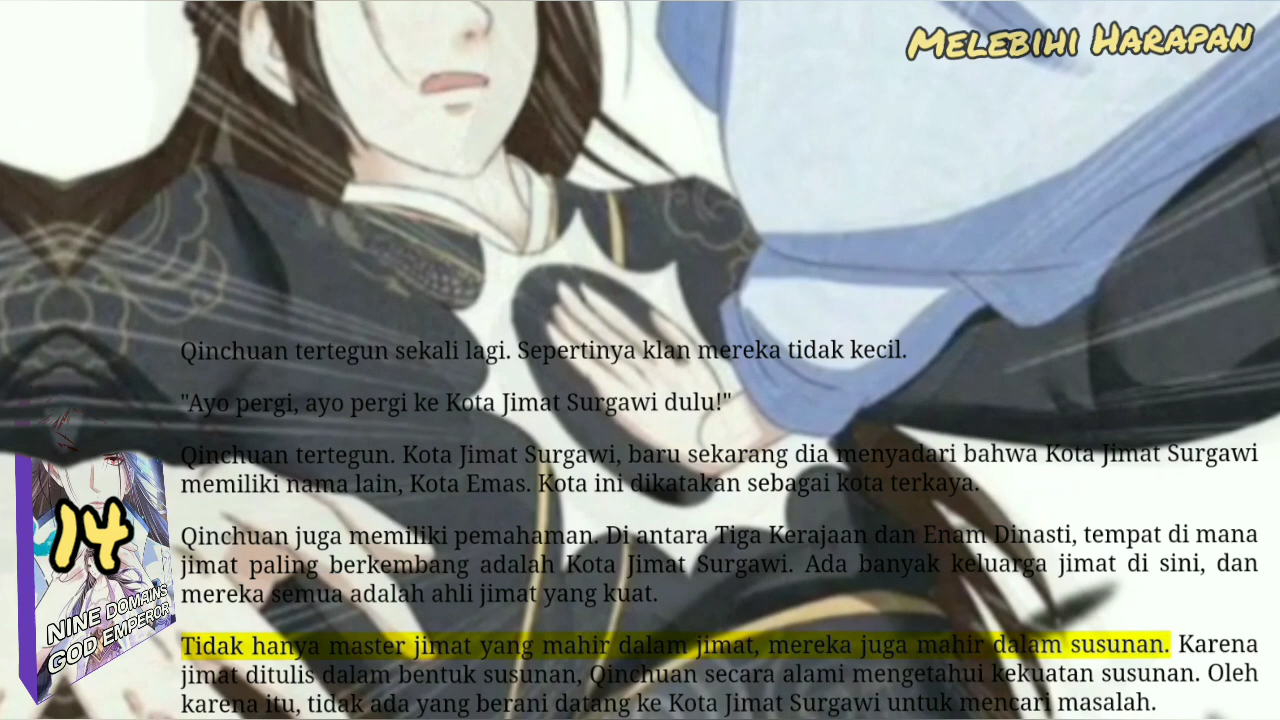 Melebihi Harapan
Qinchuan tertegun sekali lagi. Sepertinya klan mereka tidak kecil.
"Ayo pergi, ayo pergi ke Kota Jimat Surgawi dulu!"
Qinchuan tertegun. Kota Jimat Surgawi, baru sekarang dia menyadari bahwa Kota Jimat Surgawi
memiliki nama lain, Kota Emas. Kota ini dikatakan sebagai kota terkaya.
Qinchuan juga memiliki pemahaman. Di antara Tiga Kerajaan dan Enam Dinasti, tempat di mana
jimat paling berkembang adalah Kota Jimat Surgawi. Ada banyak keluarga jimat di sini, dan
mereka semua adalah ahli jimat yang kuat.
Tidak hanya master jimat yang mahir dalam jimat, mereka juga mahir dalam susunan. Karena
jimat ditulis dalam bentuk susunan, Qinchuan secara alami mengetahui kekuatan susunan. Oleh
karena itu, tidak ada yang berani datang ke Kota Jimat Surgawi untuk mencari masalah.
14
NINE DOMAINS
GOD EMPEROR